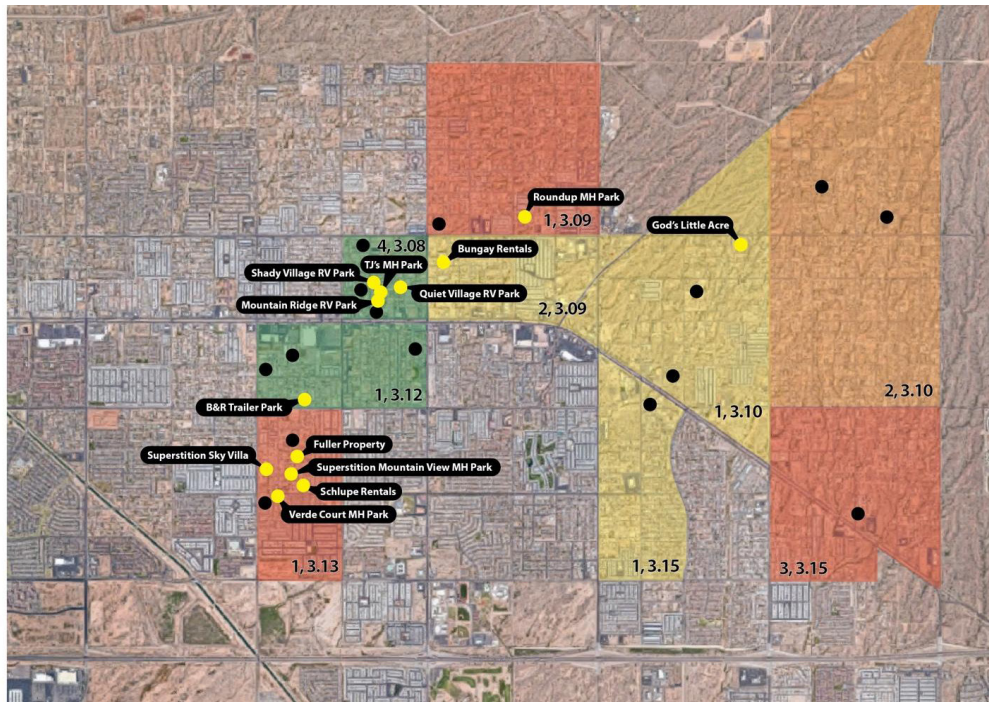 Roundup MH Park
1, 3.09
God's Little Acre
4, 3.08
Bungay Rentals
TJ's MH Park
Shady Village RV Park
Quiet Village RV Park
Mountain Ridge RV Park
2, 3.09
B&R Trailer Park
1, 3.12
1, 3.10
2, 3.10
Fuller Property
Superstition Sky Villa
Superstition Mountain View MH Park
Schlupe Rentals
Verde Court MH Park
1, 3.13
1, 3.15
3, 3.15